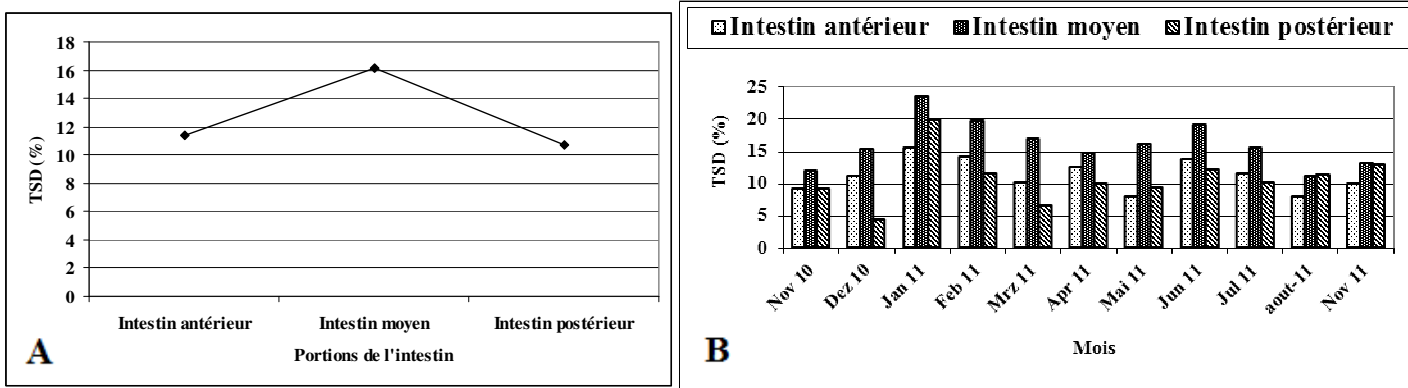 18
16
14
12
10
8
6
4
2
0
TSD (%)
Intestin antérieur Intestin moyen Intestin postérieur
Portions de l'intestin
A
Intestin antérieur Intestin moyen Intestin postérieur
25
20
15
10
5
0
TSD (%)
Nov 10 Dez 10 Jan 11 Feb 11 Mrz 11 Apr 11 Mai 11 Jun 11 Jul 11 aout-11 Nov 11
Mois
B